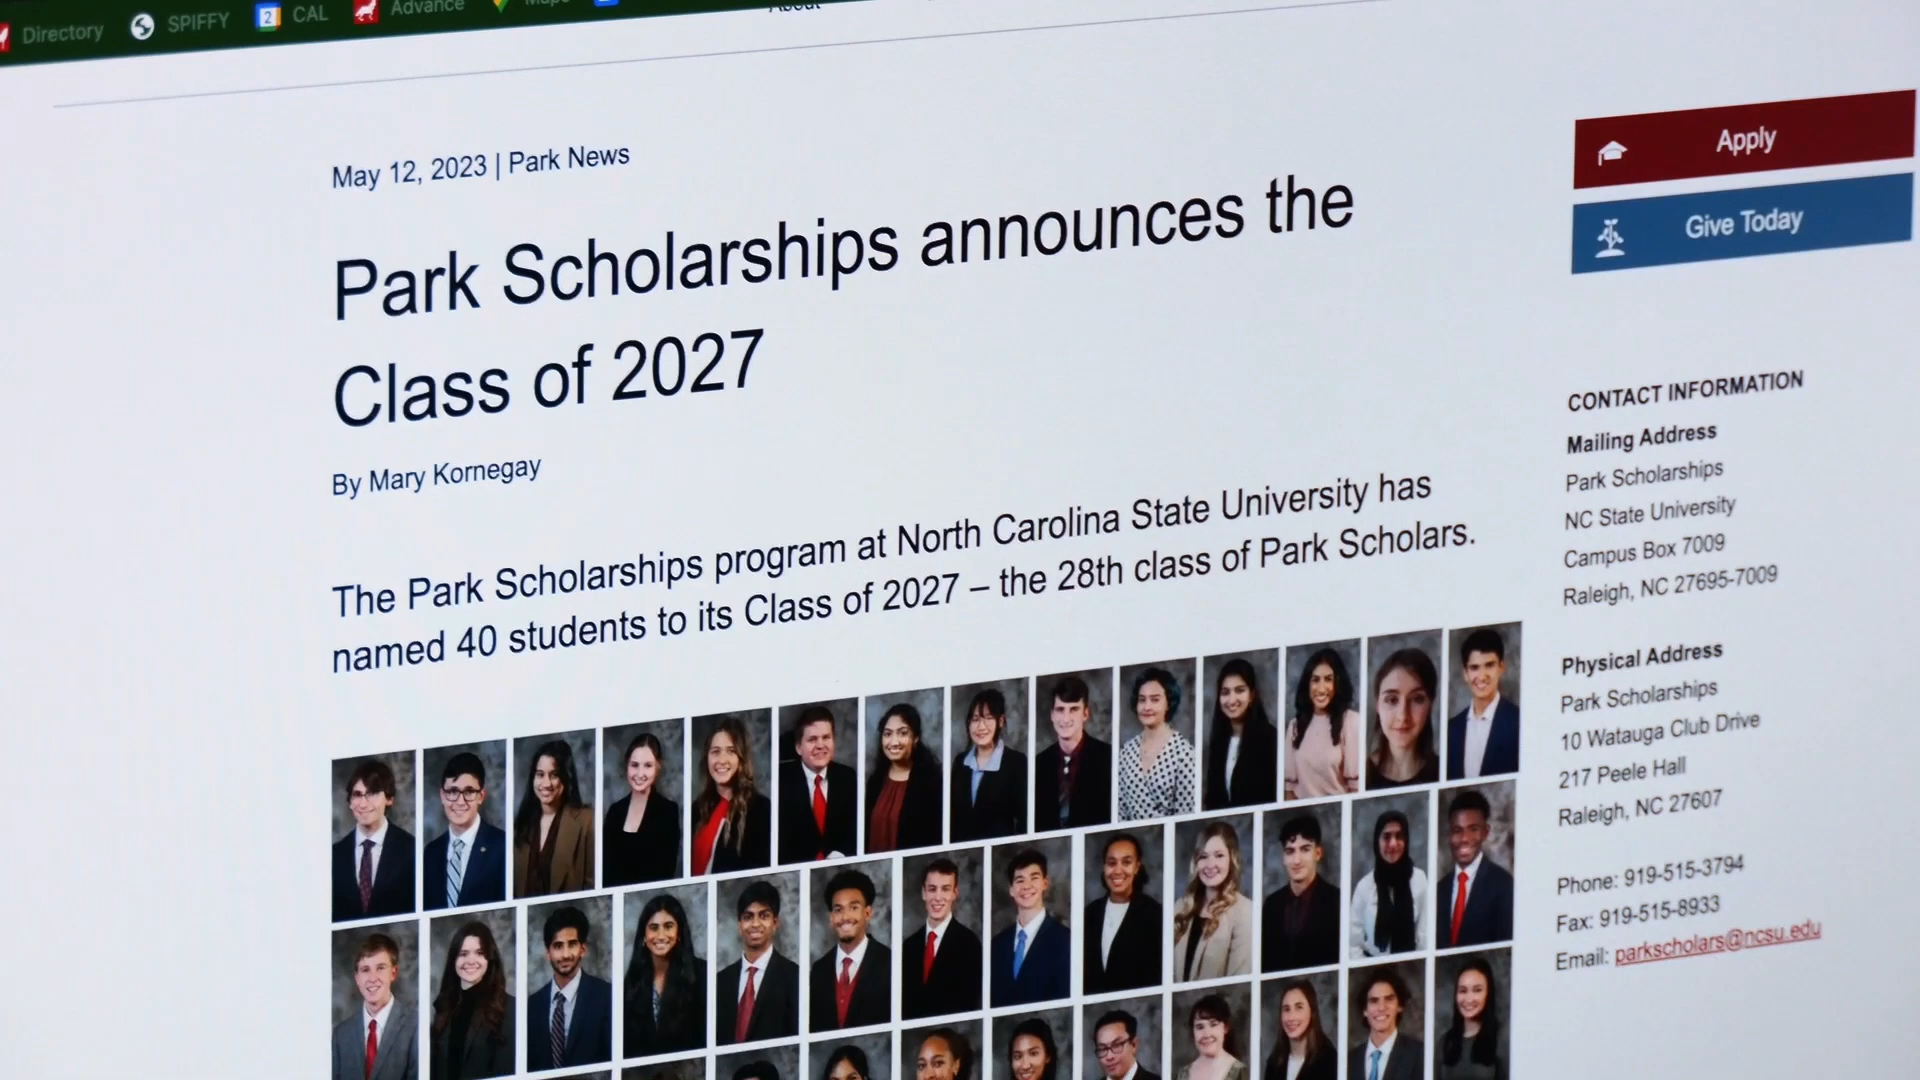 Directory SPIFFY 2 CAL Advance Maps
About
May 12, 2023 | Park News
Park Scholarships announces the
Class of 2027
By Mary Kornegay
The Park Scholarships program at North Carolina State University has
named 40 students to its Class of 2027 – the 28th class of Park Scholars.
Apply
Give Today
CONTACT INFORMATION
Mailing Address
Park Scholarships
NC State University
Campus Box 7009
Raleigh, NC 27695-7009
Physical Address
Park Scholarships
10 Watauga Club Drive
217 Peele Hall
Raleigh, NC 27607
Phone: 919-515-3794
Fax: 919-515-8933
Email: parkscholars@ncsu.edu